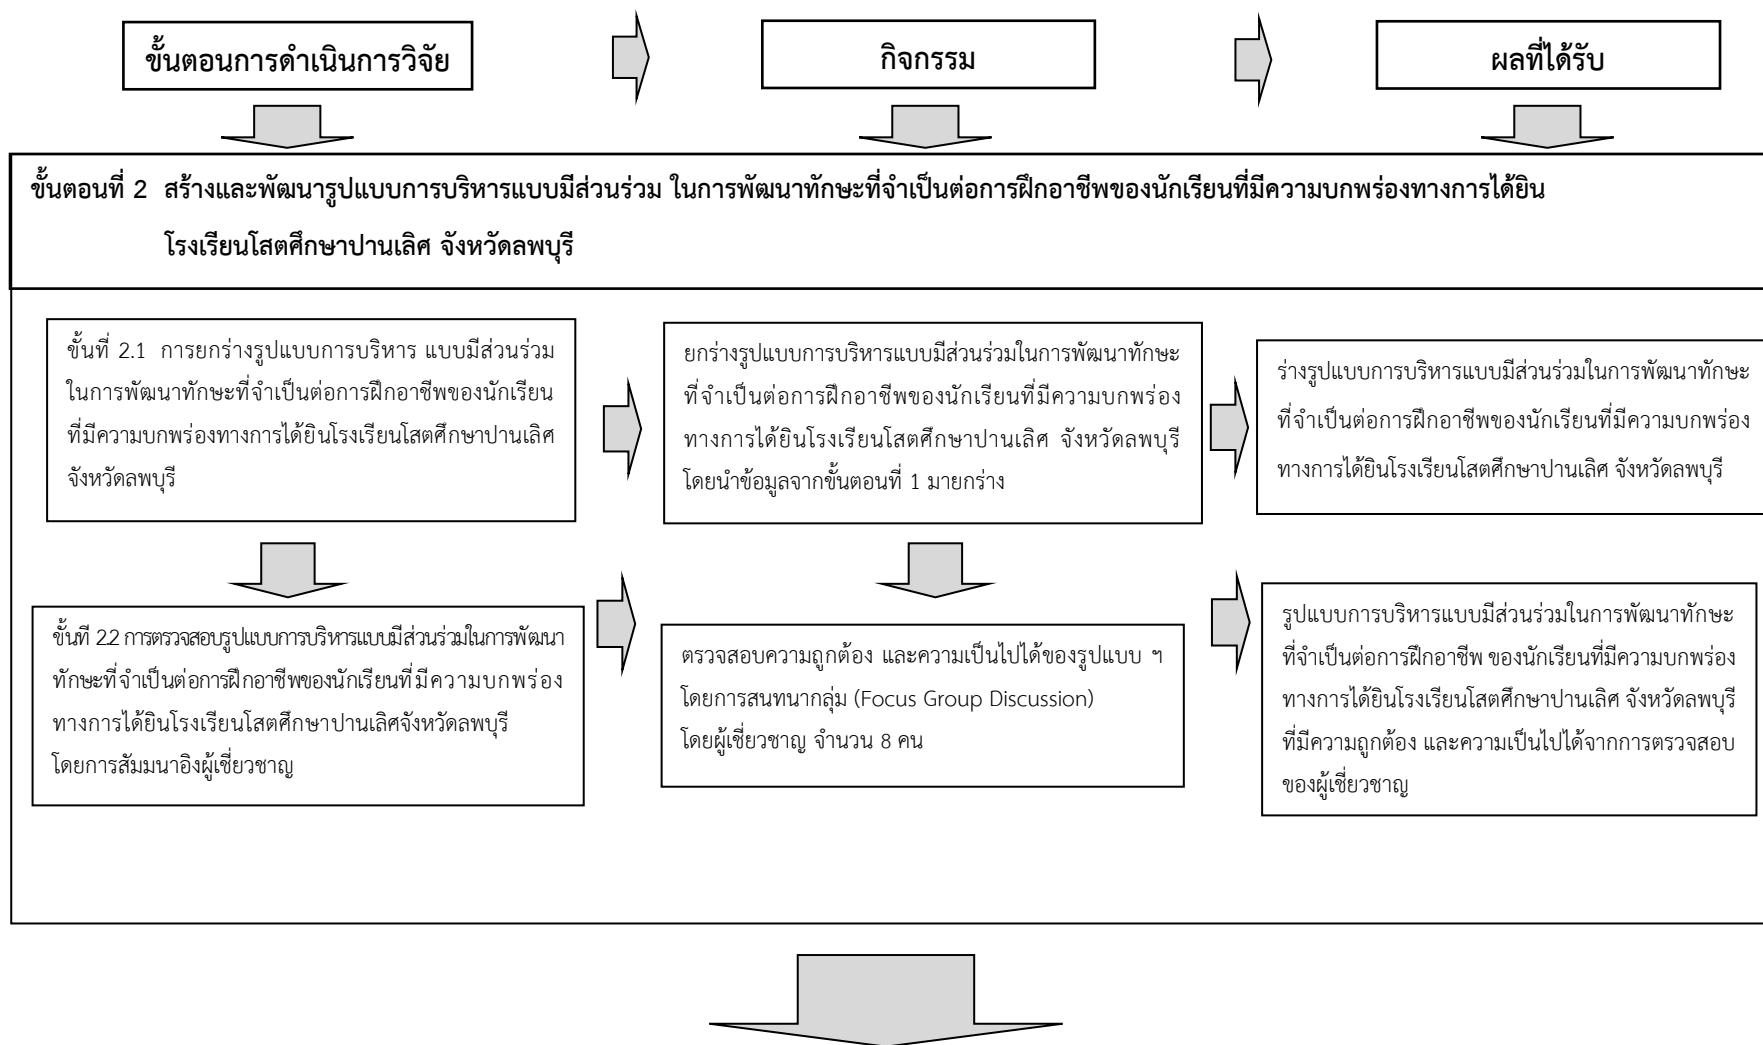 ขั้นตอนการดำเนินการวิจัย
กิจกรรม
ผลที่ได้รับ
ขั้นตอนที่ 2 สร้างและพัฒนารูปแบบการบริหารแบบมีส่วนร่วม ในการพัฒนาทักษะที่จำเป็นต่อการฝึกอาชีพของนักเรียนที่มีความบกพร่องทางการได้ยิน
โรงเรียนโสตศึกษาปานเลิศ จังหวัดลพบุรี
ขั้นที่ 2.1 การยกร่างรูปแบบการบริหาร แบบมีส่วนร่วม
ในการพัฒนาทักษะที่จำเป็นต่อการฝึกอาชีพของนักเรียน
ที่มีความบกพร่องทางการได้ยินโรงเรียนโสตศึกษาปานเลิศ
จังหวัดลพบุรี
ยกร่างรูปแบบการบริหารแบบมีส่วนร่วมในการพัฒนาทักษะ
ที่จำเป็นต่อการฝึกอาชีพของนักเรียนที่มีความบกพร่อง
ทางการได้ยินโรงเรียนโสตศึกษาปานเลิศ จังหวัดลพบุรี
โดยนำข้อมูลจากขั้นตอนที่ 1 มายกร่าง
ร่างรูปแบบการบริหารแบบมีส่วนร่วมในการพัฒนาทักษะ
ที่จำเป็นต่อการฝึกอาชีพของนักเรียนที่มีความบกพร่อง
ทางการได้ยินโรงเรียนโสตศึกษาปานเลิศ จังหวัดลพบุรี
ขั้นที 2.2 การตรวจสอบรูปแบบการบริหารแบบมีส่วนร่วมในการพัฒนา
ทักษะที่จำเป็นต่อการฝึกอาชีพของนักเรียนที่มีความบกพร่อง
ทางการได้ยินโรงเรียนโสตศึกษาปานเลิศจังหวัดลพบุรี
โดยการสัมมนาอิงผู้เชี่ยวชาญ
ตรวจสอบความถูกต้อง และความเป็นไปได้ของรูปแบบ ฯ
โดยการสนทนากลุ่ม (Focus Group Discussion)
โดยผู้เชี่ยวชาญ จำนวน 8 คน
รูปแบบการบริหารแบบมีส่วนร่วมในการพัฒนาทักษะ
ที่จำเป็นต่อการฝึกอาชีพ ของนักเรียนที่มีความบกพร่อง
ทางการได้ยินโรงเรียนโสตศึกษาปานเลิศ จังหวัดลพบุรี
ที่มีความถูกต้อง และความเป็นไปได้จากการตรวจสอบ
ของผู้เชี่ยวชาญ